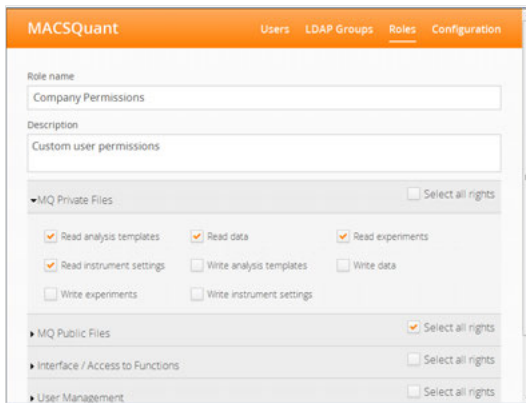 MACSQuant Users LDAP Groups Roles Configuration
Role name
Company Permissions
Description
Custom user permissions
MQ Private Files Select all rights
Read analysis templates Read data Read experiments
Read instrument settings Write analysis templates Write data
Write experiments Write instrument settings
MQ Public Files Select all rights
Interface / Access to Functions Select all rights
User Management Select all rights